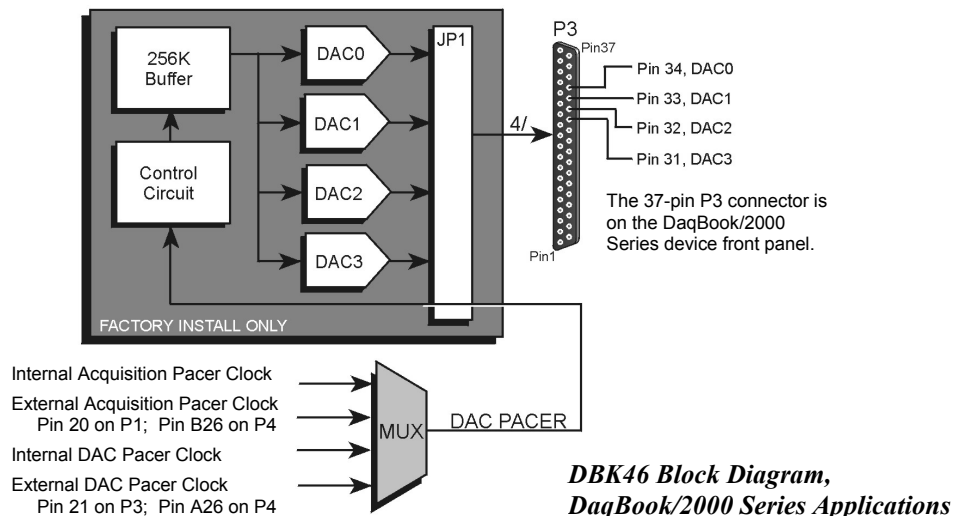 256K
Buffer
Control
Circuit
DAC0
DAC1
DAC2
DAC3
JP1
FACTORY INSTALL ONLY
4/
P3
Pin37
Pin1
Pin 34, DAC0
Pin 33, DAC1
Pin 32, DAC2
Pin 31, DAC3
The 37-pin P3 connector is
on the DaqBook/2000
Series device front panel.
Internal Acquisition Pacer Clock
External Acquisition Pacer Clock
Pin 20 on P1; Pin B26 on P4
Internal DAC Pacer Clock
External DAC Pacer Clock
Pin 21 on P3; Pin A26 on P4
MUX
DAC PACER
DBK46 Block Diagram,
DaqBook/2000 Series Applications